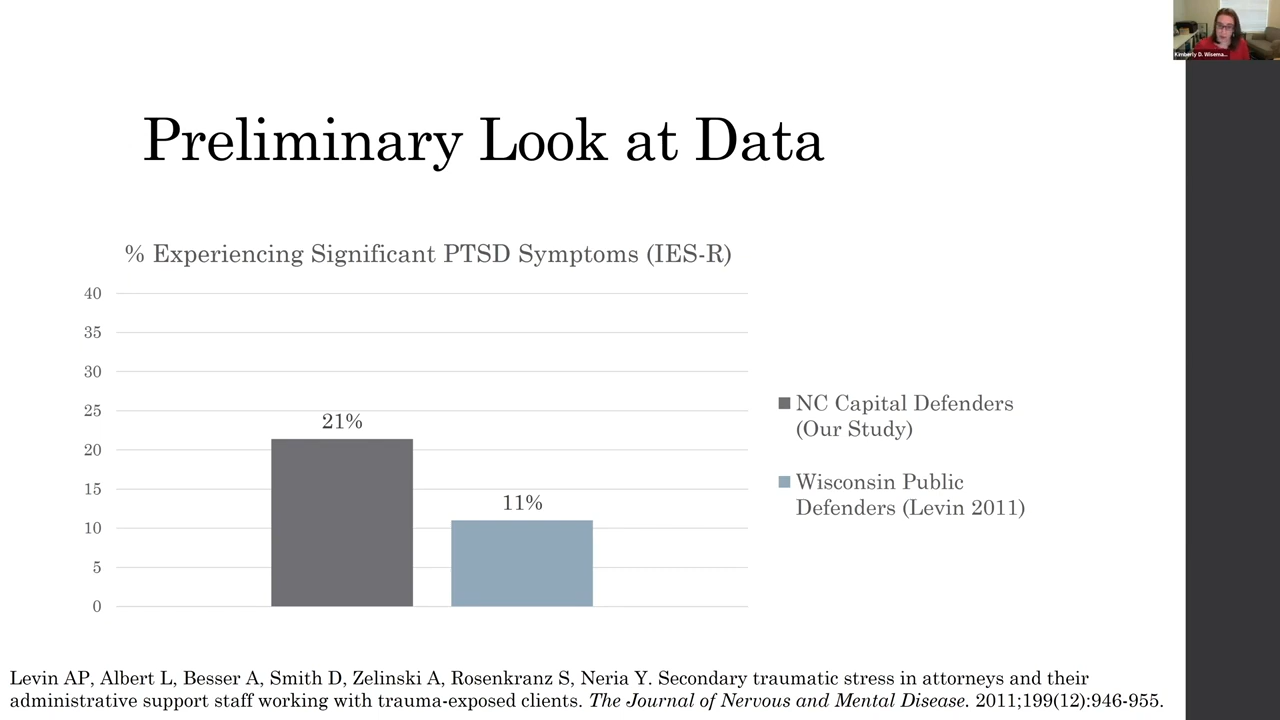 Kimberly D. Wisema...
Preliminary Look at Data
% Experiencing Significant PTSD Symptoms (IES-R)
40
35
30
25
20
15
10
5
0
21%
11%
NC Capital Defenders
(Our Study)
Wisconsin Public
Defenders (Levin 2011)
Levin AP, Albert L, Besser A, Smith D, Zelinski A, Rosenkranz S, Neria Y. Secondary traumatic stress in attorneys and their
administrative support staff working with trauma-exposed clients. The Journal of Nervous and Mental Disease. 2011;199(12):946-955.